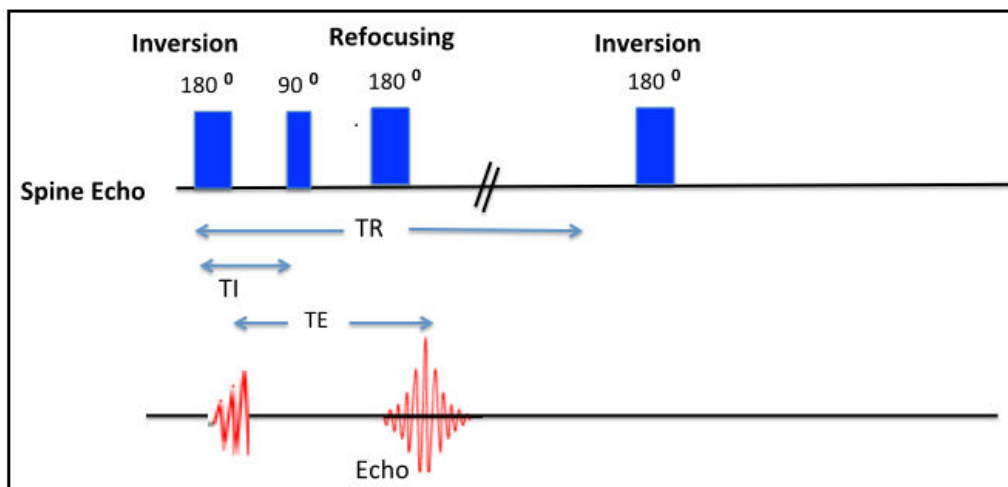 Inversion Refocusing Inversion
180 ⁰ 90 ⁰ 180 ⁰ 180 ⁰
Spine Echo
TR
TI
TE
Echo